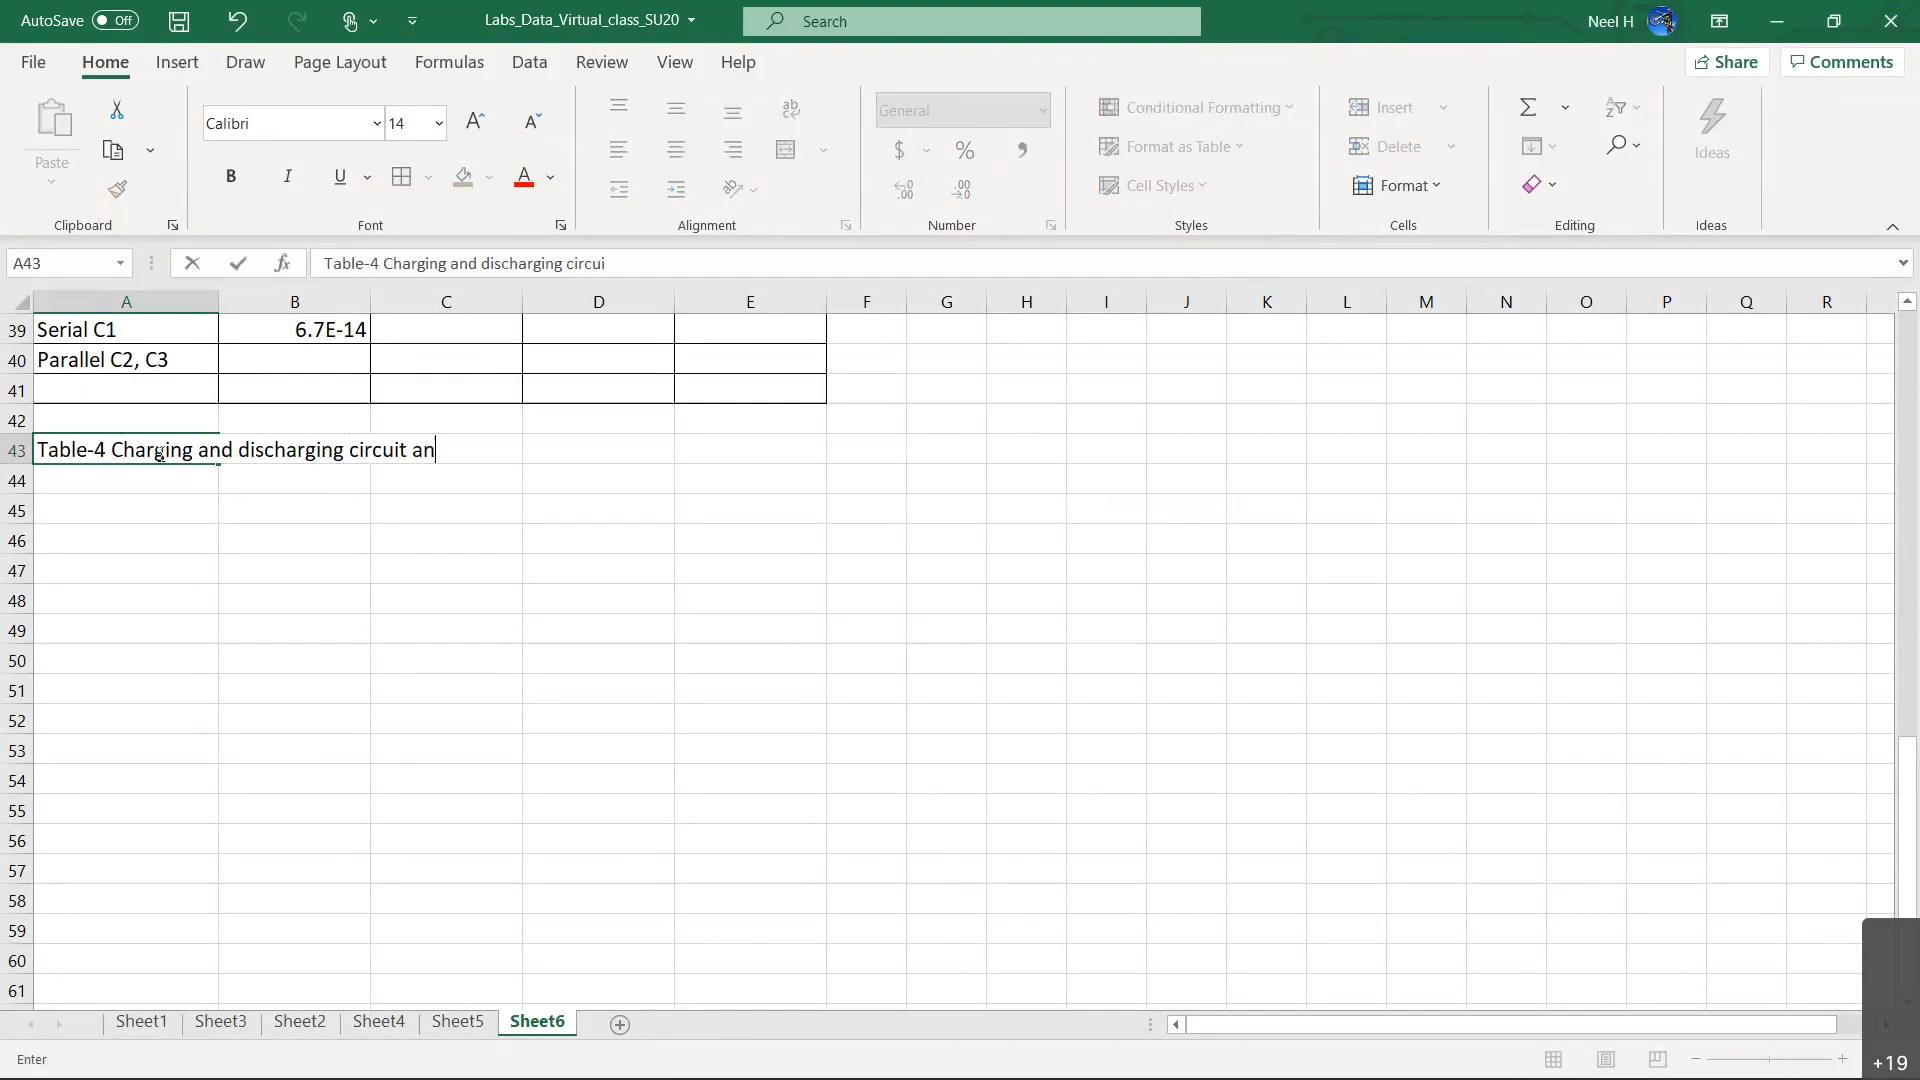 AutoSave Off Labs_Data_Virtual_class_SU20 Search Neel H
File Home Insert Draw Page Layout Formulas Data Review View Help Share Comments
Calibri 14 A A ab General Conditional Formatting Insert Σ
Paste $ % , Format as Table Delete Ideas
B I U A Cell Styles Format
Clipboard Font Alignment Number Styles Cells Editing Ideas
A43 fx Table-4 Charging and discharging circui
A B C D E F G H I J K L M N O P Q R
39 Serial C1 6.7E-14
40 Parallel C2, C3
41
42
43 Table-4 Charging and discharging circuit an
44
45
46
47
48
49
50
51
52
53
54
55
56
57
58
59
60
61
Sheet1 Sheet3 Sheet2 Sheet4 Sheet5 Sheet6
Enter +19